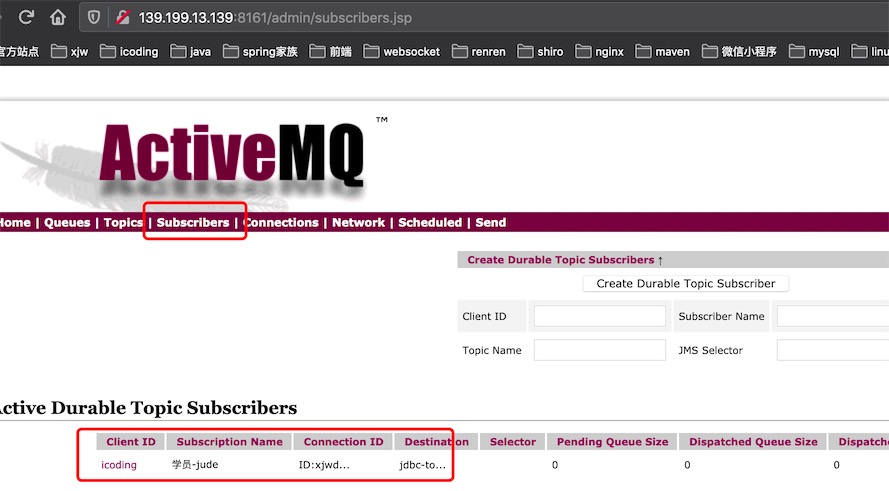 139.199.13.139:8161/admin/subscribers.jsp
官方站点 xjw icoding java spring家族 前端 websocket renren shiro nginx maven 微信小程序 mysql linu
ActiveMQ ™
Home | Queues | Topics | Subscribers | Connections | Network | Scheduled | Send
Create Durable Topic Subscribers ↑
Create Durable Topic Subscriber
Client ID Subscriber Name
Topic Name JMS Selector
Active Durable Topic Subscribers
Client ID Subscription Name Connection ID Destination Selector Pending Queue Size Dispatched Queue Size Dispatche
icoding 学员-jude ID:xjwd... jdbc-to... 0 0 0